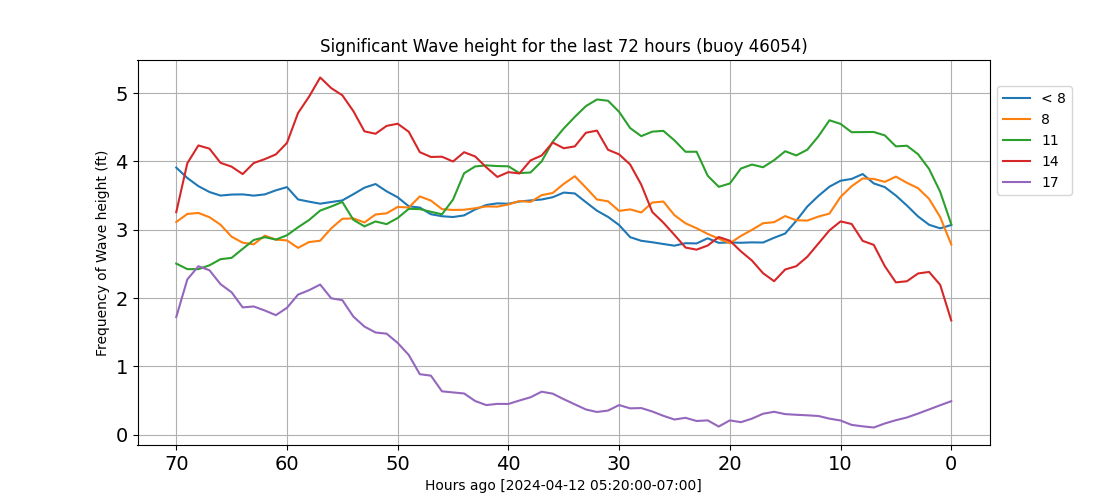 Significant Wave height for the last 72 hours (buoy 46054)
Frequency of Wave height (ft)
5
4
3
2
1
0
70 60 50 40 30 20 10 0
Hours ago [2024-04-12 05:20:00-07:00]
< 8
8
11
14
17